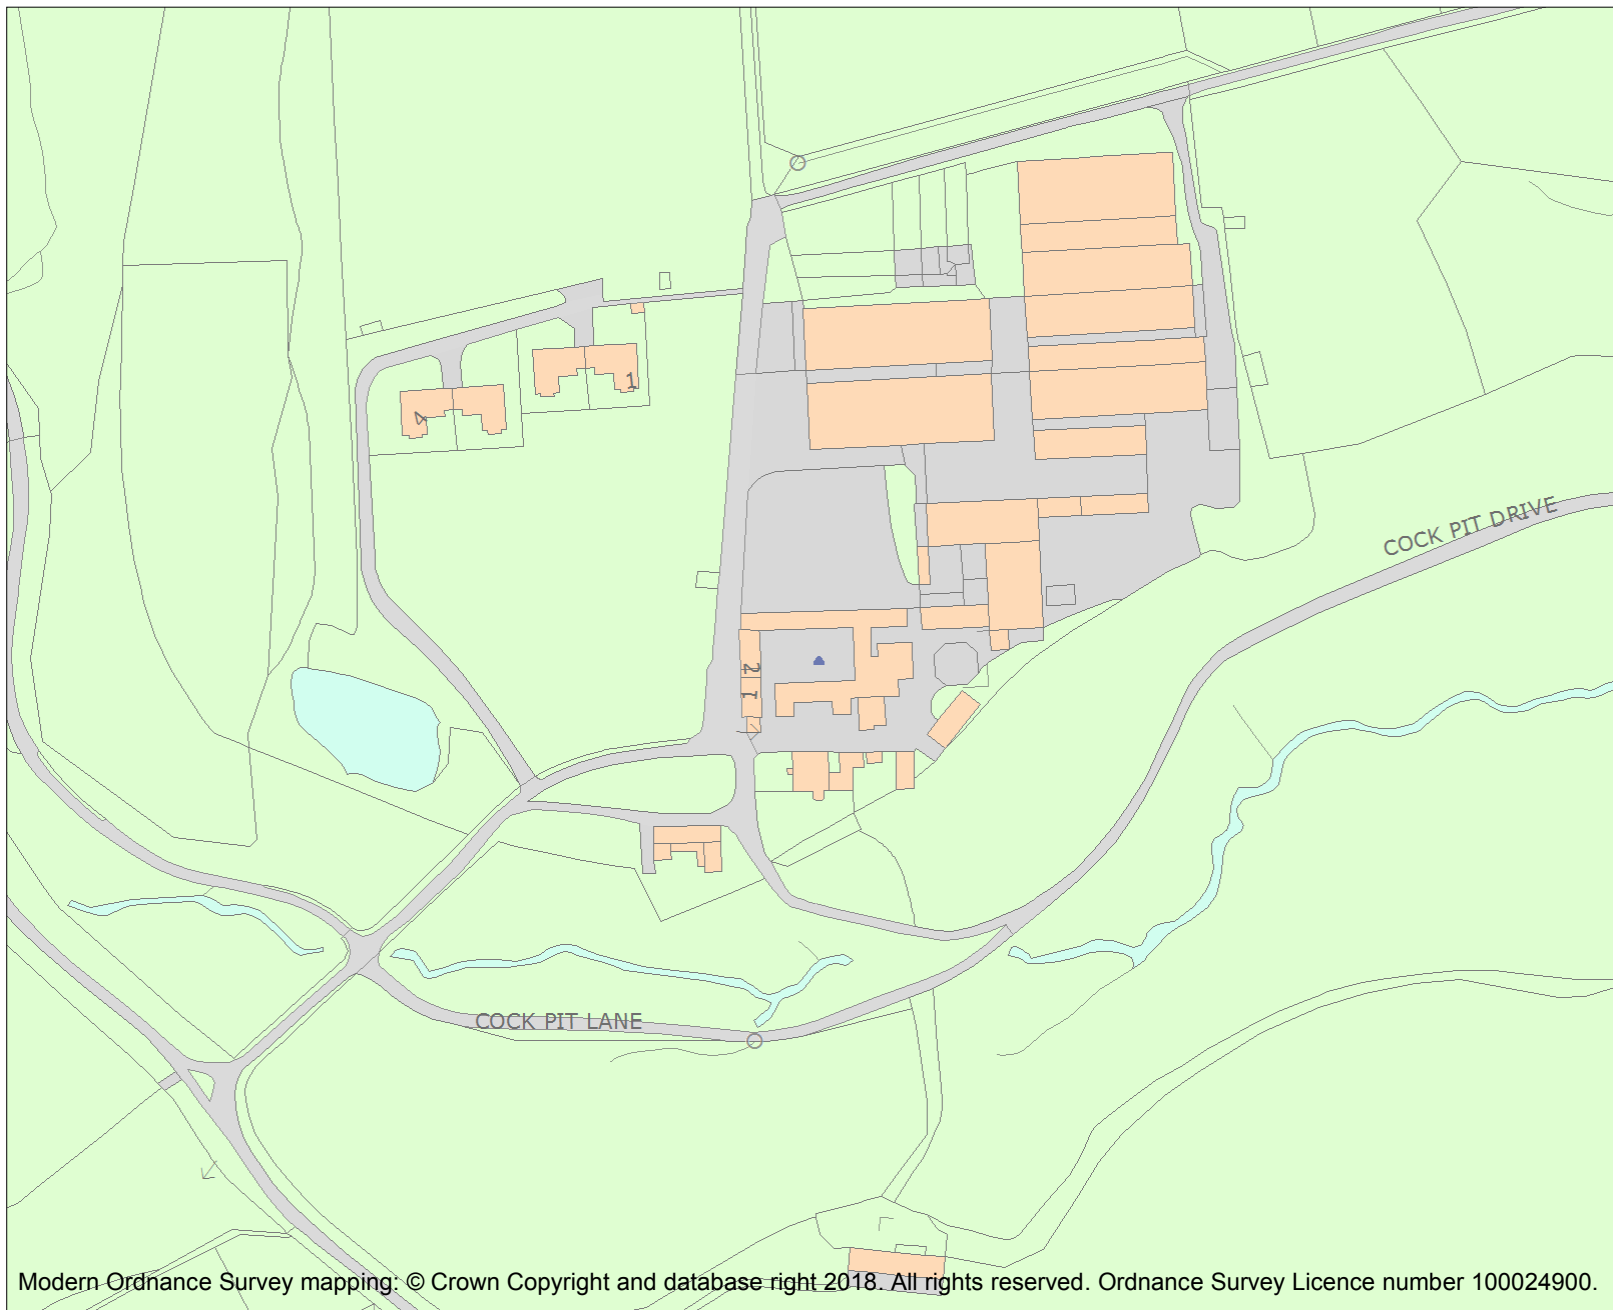 1
4
COCK PIT DRIVE
2
1
COCK PIT LANE
Modern Ordnance Survey mapping: © Crown Copyright and database right 2018. All rights reserved. Ordnance Survey Licence number 100024900.